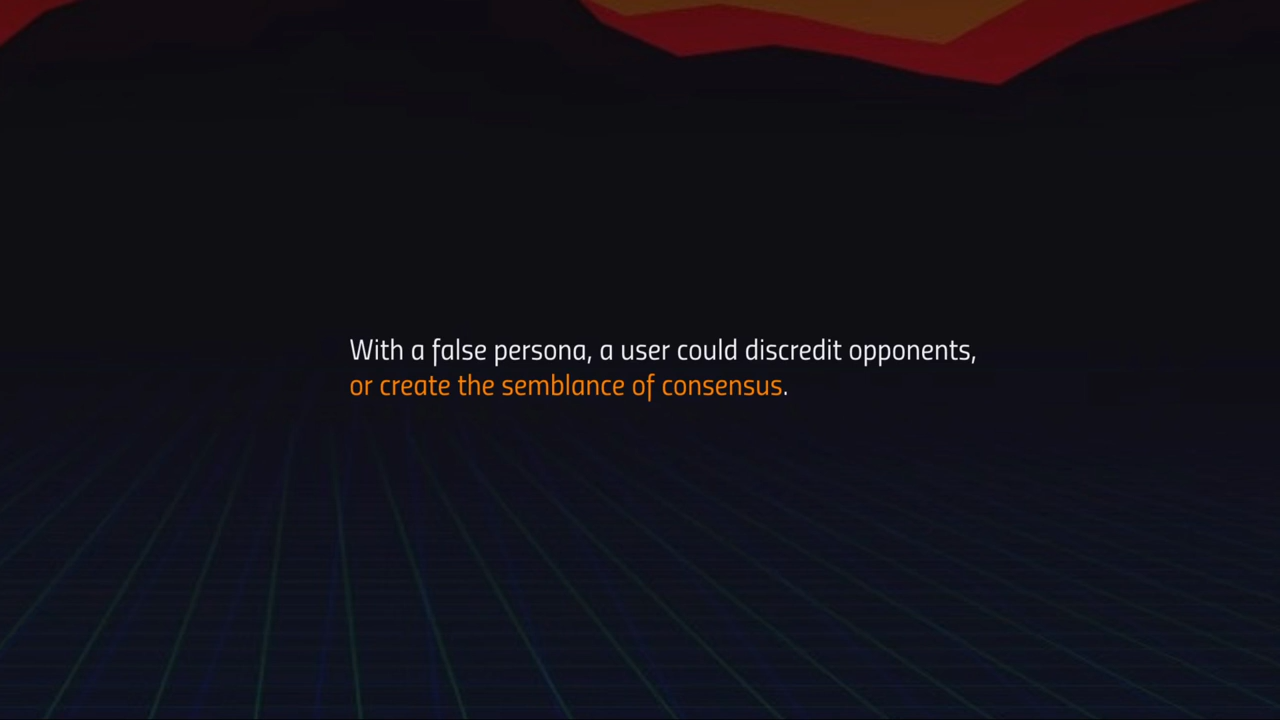 With a false persona, a user could discredit opponents,
or create the semblance of consensus.